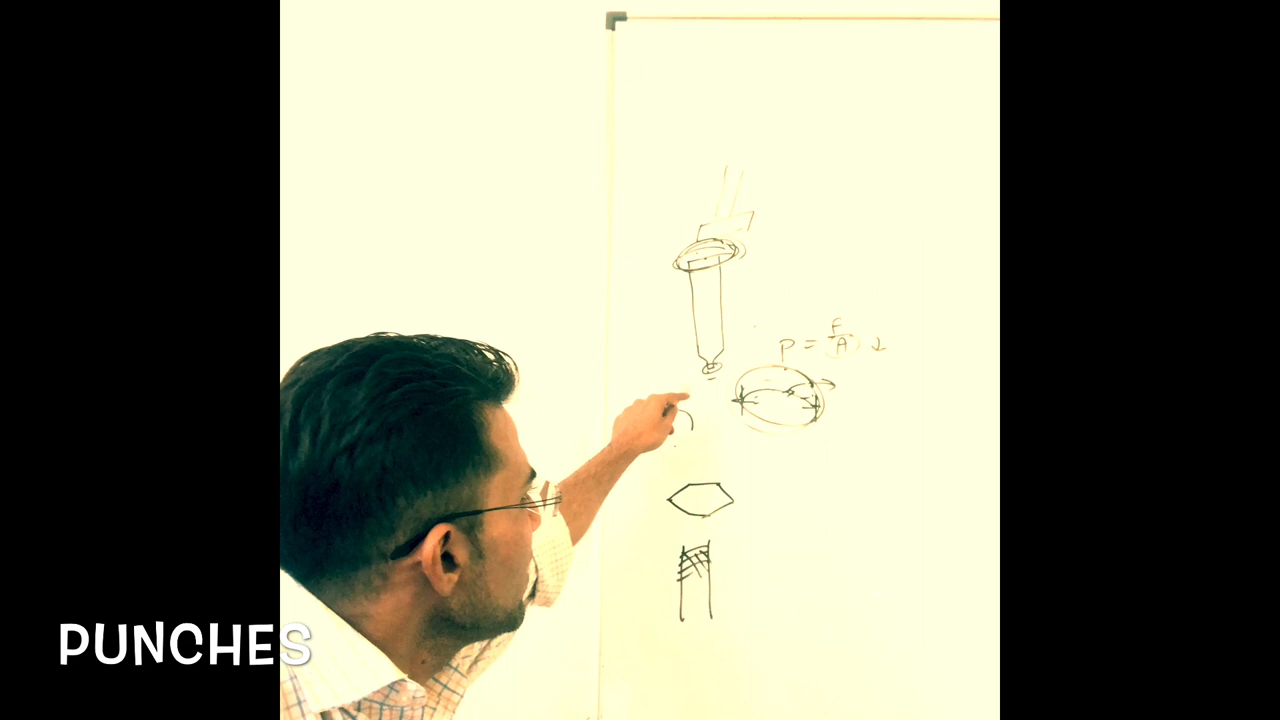 P = F/A ↓
PUNCHES